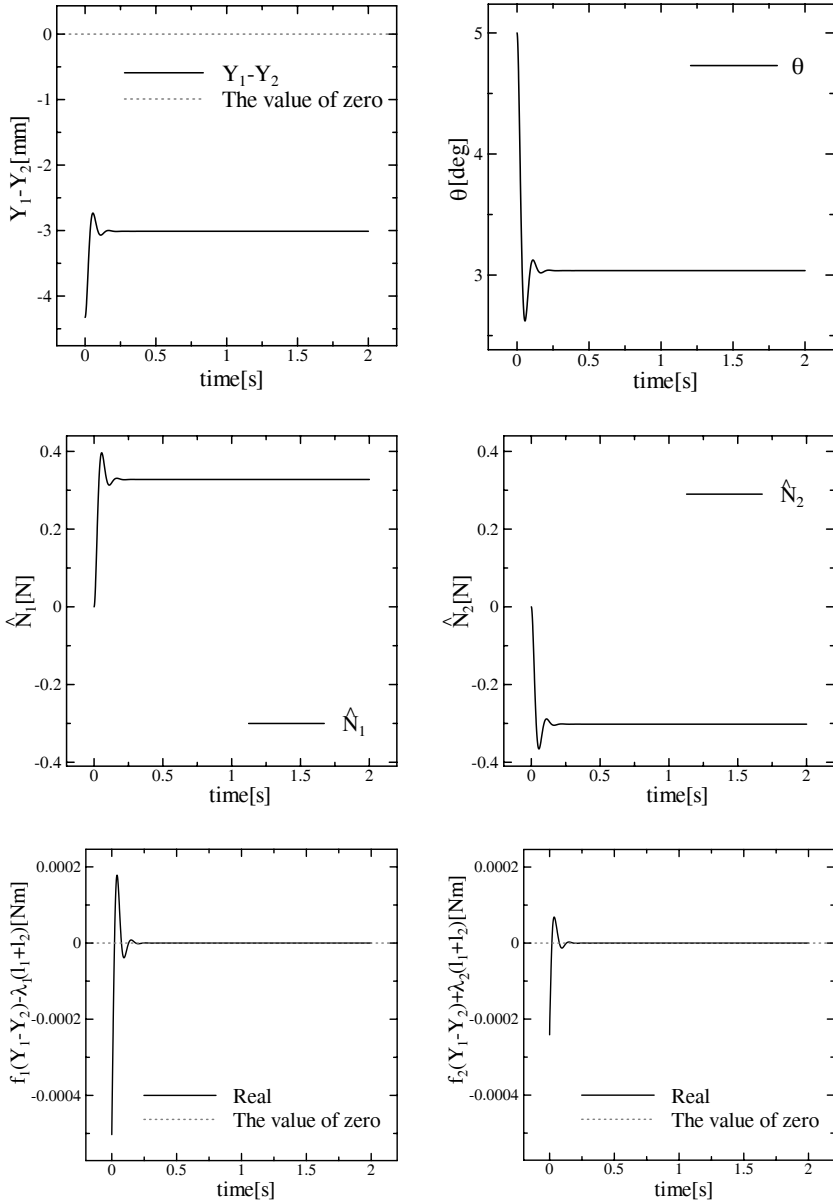 0
-1
-2
-3
-4
Y₁-Y₂[mm]
Y₁-Y₂
The value of zero
0 0.5 1 1.5 2
time[s]
5
4
3
θ[deg]
θ
0 0.5 1 1.5 2
time[s]
0.4
0.2
0
-0.2
-0.4
N̂₁[N]
N̂₁
0 0.5 1 1.5 2
time[s]
0.4
0.2
0
-0.2
-0.4
N̂₂[N]
N̂₂
0 0.5 1 1.5 2
time[s]
0.0002
0
-0.0002
-0.0004
f₁(Y₁-Y₂)-λ₁(l₁+l₂)[Nm]
Real
The value of zero
0 0.5 1 1.5 2
time[s]
0.0002
0
-0.0002
-0.0004
f₂(Y₁-Y₂)+λ₂(l₁+l₂)[Nm]
Real
The value of zero
0 0.5 1 1.5 2
time[s]